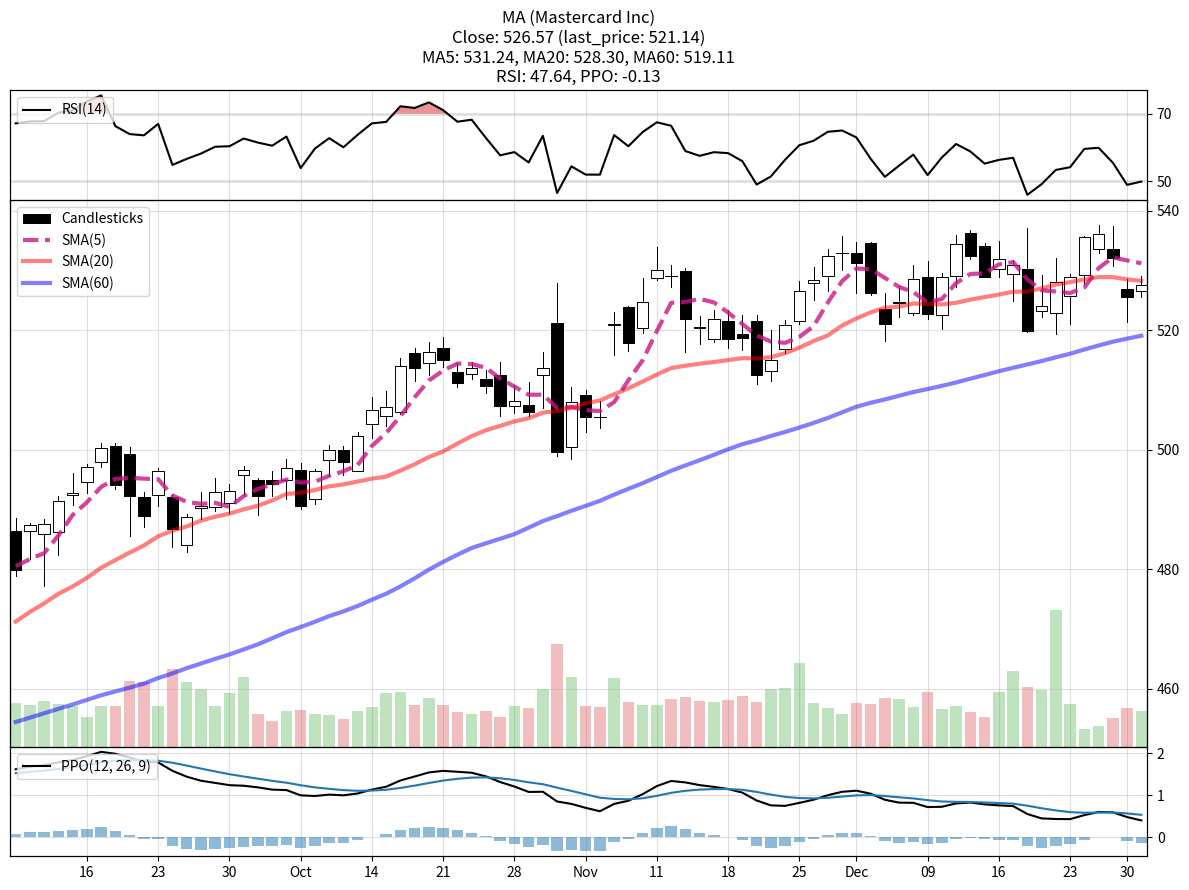 MA (Mastercard Inc)
Close: 526.57 (last_price: 521.14)
MA5: 531.24, MA20: 528.30, MA60: 519.11
RSI: 47.64, PPO: -0.13
RSI(14)
70
50
Candlesticks
SMA(5)
SMA(20)
SMA(60)
540
520
500
480
460
PPO(12, 26, 9)
2
1
0
16 23 30 Oct 14 21 28 Nov 11 18 25 Dec 09 16 23 30